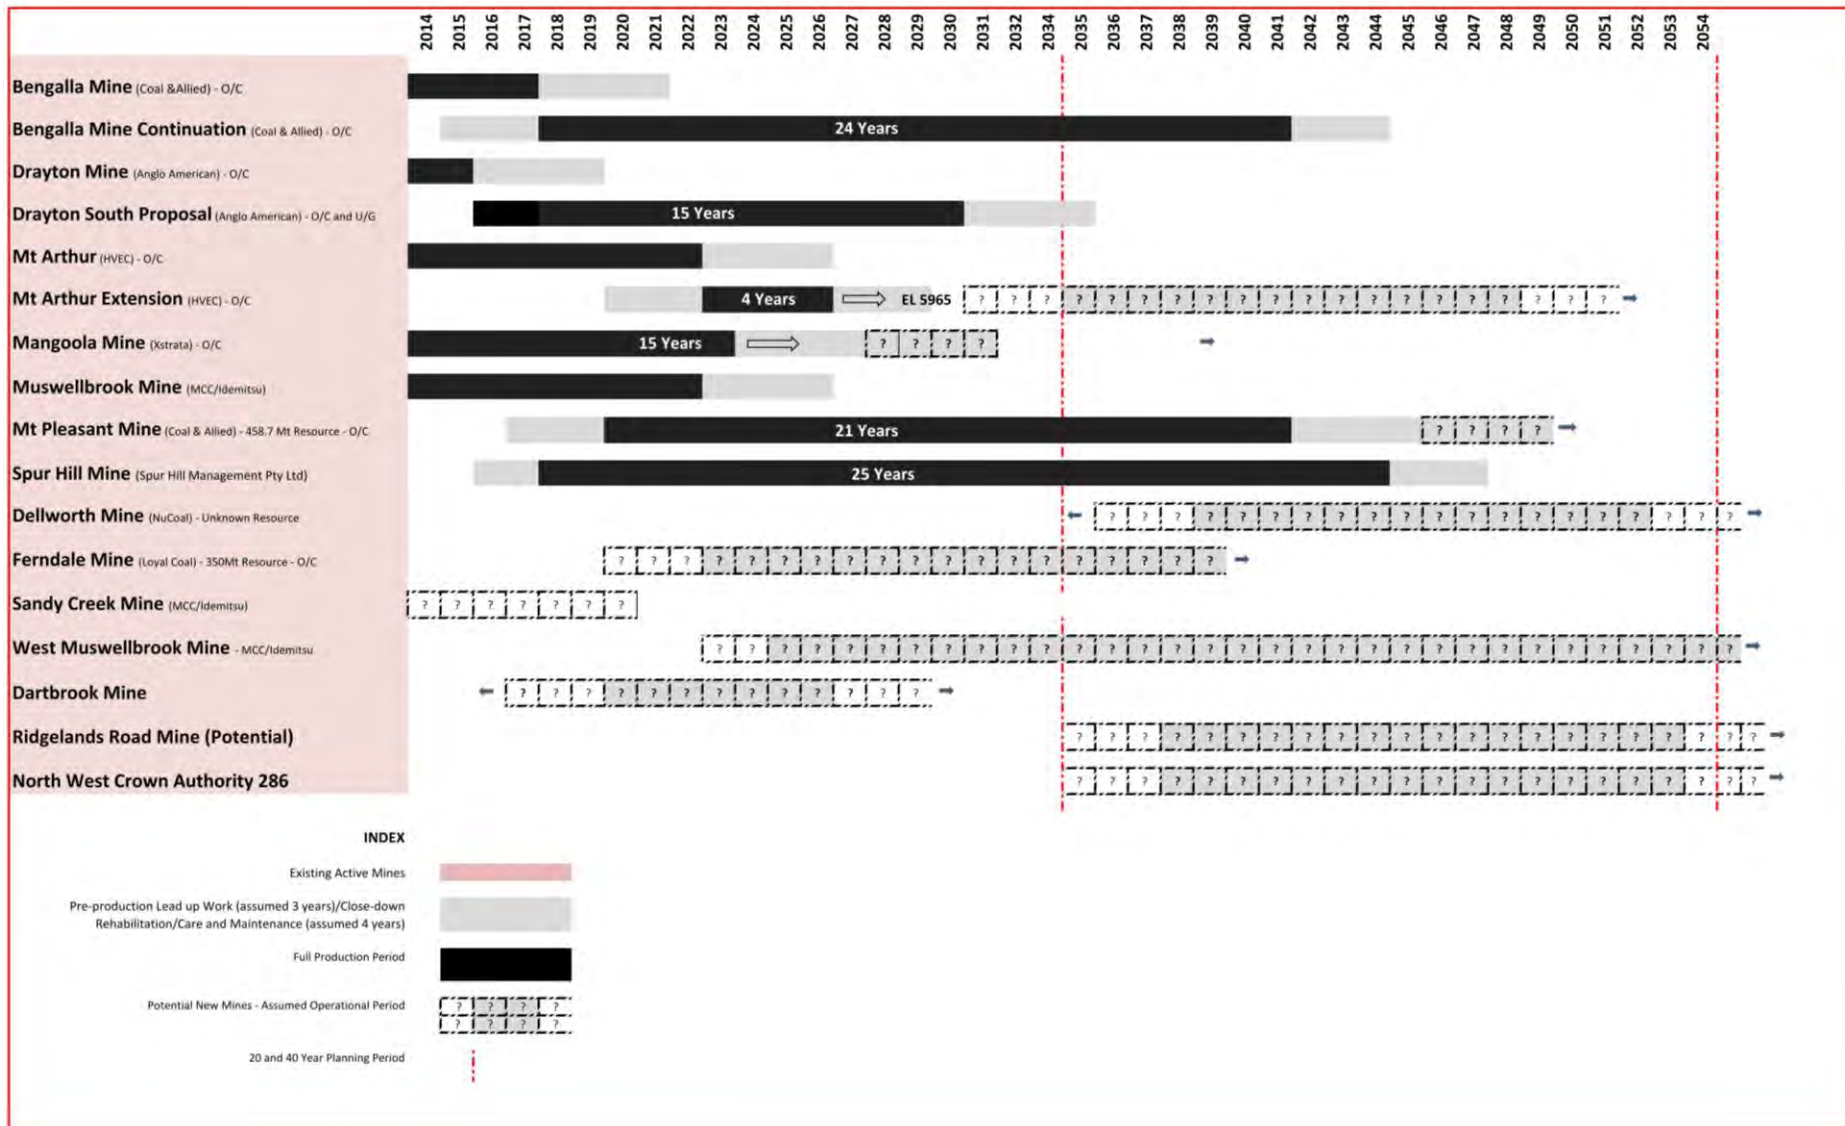 2014 2015 2016 2017 2018 2019 2020 2021 2022 2023 2024 2025 2026 2027 2028 2029 2030 2031 2032 2034 2035 2036 2037 2038 2039 2040 2041 2042 2043 2044 2045 2046 2047 2048 2049 2050 2051 2052 2053 2054
Bengalla Mine (Coal &Allied) - O/C
Bengalla Mine Continuation (Coal & Allied) - O/C 24 Years
Drayton Mine (Anglo American) - O/C
Drayton South Proposal (Anglo American) - O/C and U/G 15 Years
Mt Arthur (HVEC) - O/C
Mt Arthur Extension (HVEC) - O/C 4 Years EL 5965 ? ? ? ? ? ? ? ? ? ? ? ? ? ? ? ? ? ? ? ?
Mangoola Mine (Xstrata) - O/C 15 Years ? ? ? ?
Muswellbrook Mine (MCC/Idemitsu)
Mt Pleasant Mine (Coal & Allied) - 458.7 Mt Resource - O/C 21 Years ? ? ? ?
Spur Hill Mine (Spur Hill Management Pty Ltd) 25 Years
Dellworth Mine (NuCoal) - Unknown Resource ? ? ? ? ? ? ? ? ? ? ? ? ? ? ? ? ? ? ? ?
Ferndale Mine (Loyal Coal) - 350Mt Resource - O/C ? ? ? ? ? ? ? ? ? ? ? ? ? ? ? ? ? ? ?
Sandy Creek Mine (MCC/Idemitsu) ? ? ? ? ? ? ?
West Muswellbrook Mine - MCC/Idemitsu ? ? ? ? ? ? ? ? ? ? ? ? ? ? ? ? ? ? ? ? ? ? ? ? ? ? ? ? ? ? ? ?
Dartbrook Mine ? ? ? ? ? ? ? ? ? ? ? ? ?
Ridgelands Road Mine (Potential) ? ? ? ? ? ? ? ? ? ? ? ? ? ? ? ? ? ? ? ? ? ?
North West Crown Authority 286 ? ? ? ? ? ? ? ? ? ? ? ? ? ? ? ? ? ? ? ? ? ?
INDEX
Existing Active Mines
Pre-production Lead up Work (assumed 3 years)/Close-down
Rehabilitation/Care and Maintenance (assumed 4 years)
Full Production Period
Potential New Mines - Assumed Operational Period ? ? ? ?
? ? ? ?
20 and 40 Year Planning Period